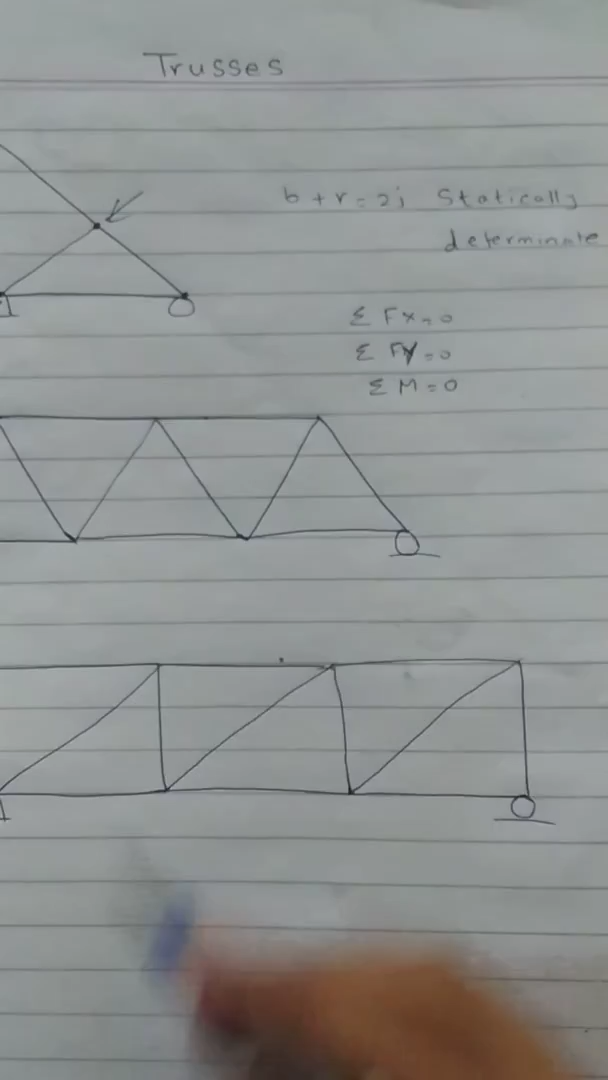 Trusses
b + r = 2j Statically
determinate
Σ Fx = 0
Σ Fy = 0
Σ M = 0